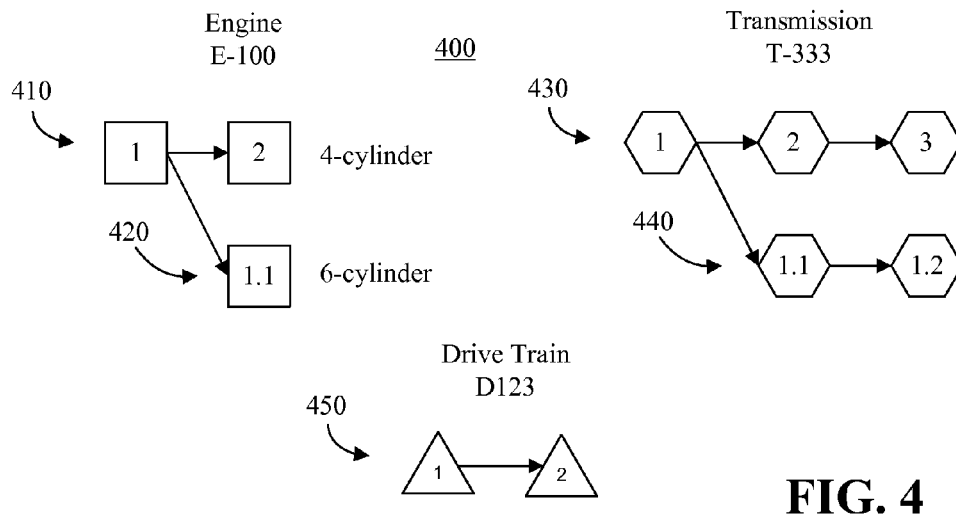 Engine
E-100
400
Transmission
T-333
410
430
1
2
4-cylinder
1
2
3
420
1.1
6-cylinder
440
1.1
1.2
Drive Train
D123
450
1
2
FIG. 4